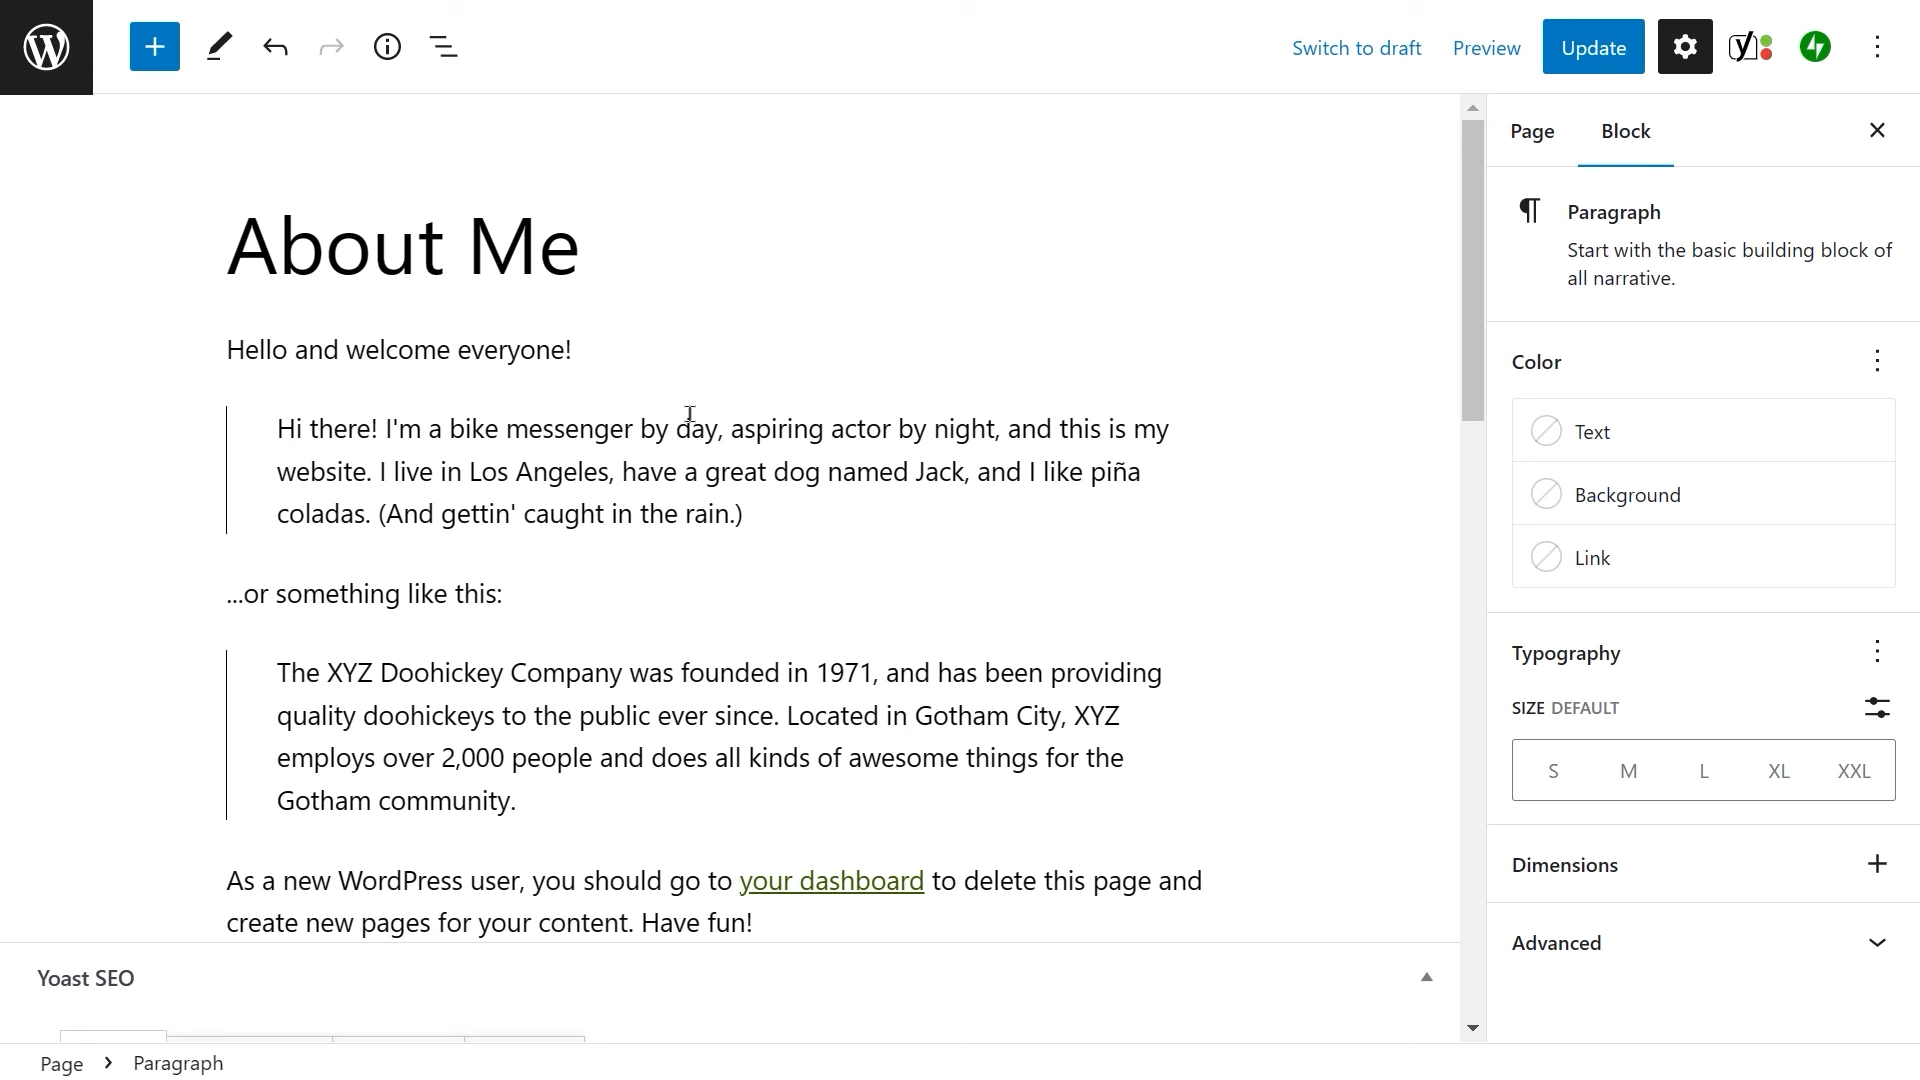 Switch to draft Preview Update
Page Block
Paragraph
Start with the basic building block of
all narrative.
About Me
Hello and welcome everyone!
Hi there! I'm a bike messenger by day, aspiring actor by night, and this is my
website. I live in Los Angeles, have a great dog named Jack, and I like piña
coladas. (And gettin' caught in the rain.)
...or something like this:
The XYZ Doohickey Company was founded in 1971, and has been providing
quality doohickeys to the public ever since. Located in Gotham City, XYZ
employs over 2,000 people and does all kinds of awesome things for the
Gotham community.
As a new WordPress user, you should go to your dashboard to delete this page and
create new pages for your content. Have fun!
Color
Text
Background
Link
Typography
SIZE DEFAULT
S M L XL XXL
Dimensions
Advanced
Yoast SEO
Page Paragraph